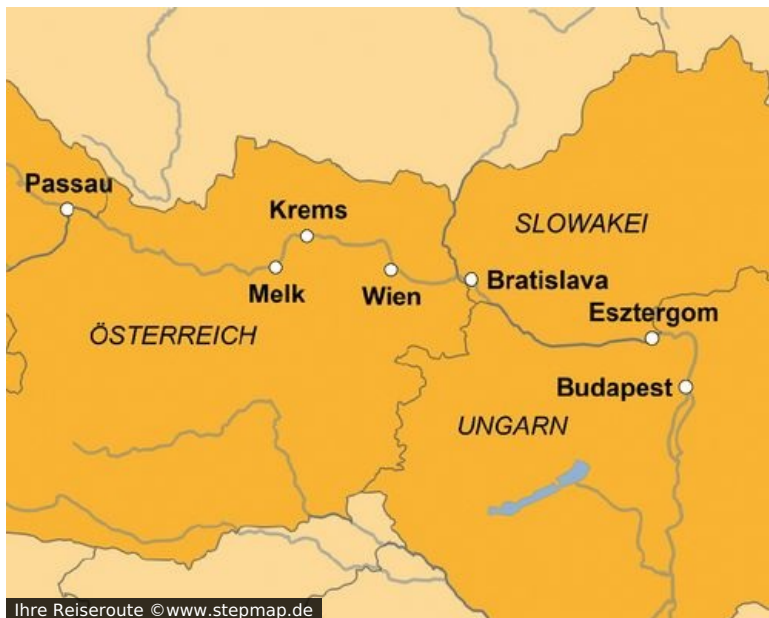 Passau
Krems
SLOWAKEI
Melk
Wien
Bratislava
Esztergom
ÖSTERREICH
Budapest
UNGARN
Ihre Reiseroute ©www.stepmap.de